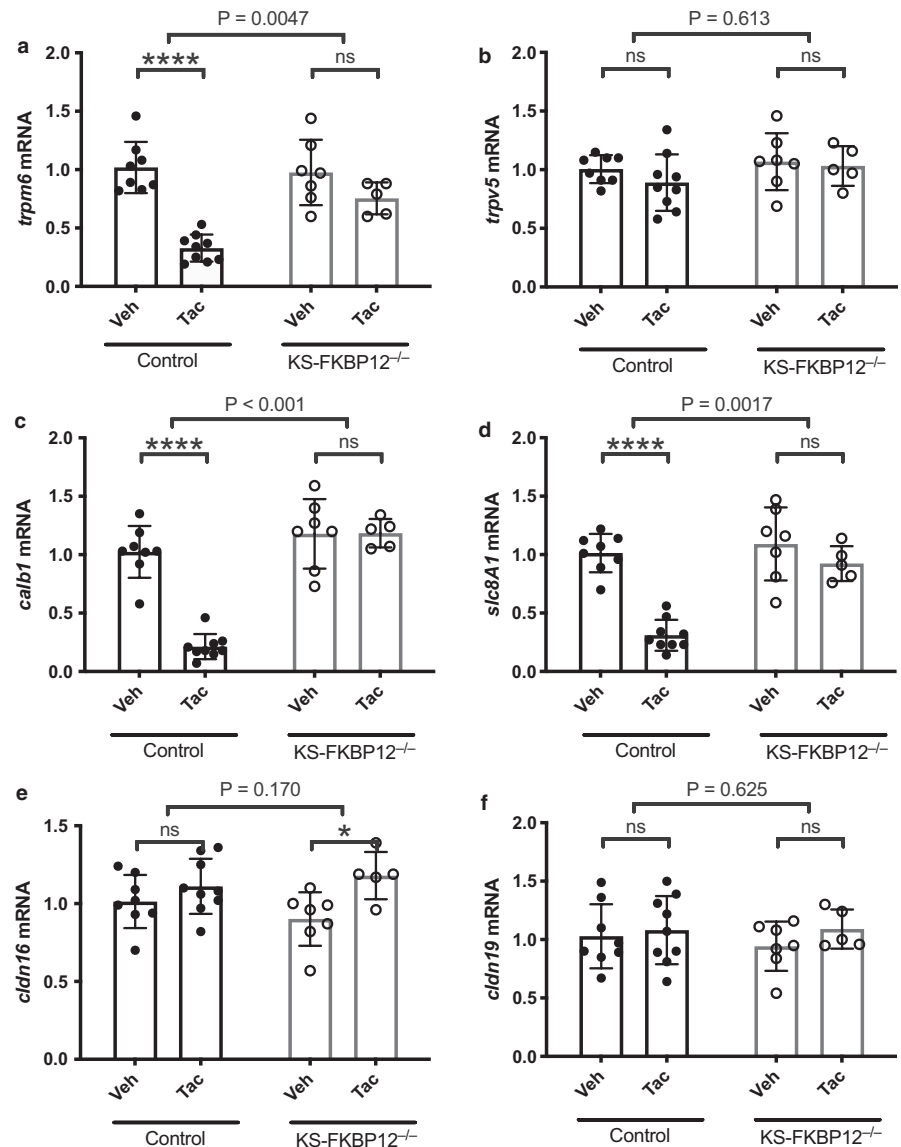 a
P = 0.0047
**** ns
trpm6 mRNA
2.0
1.5
1.0
0.5
0.0
Veh Tac Veh Tac
Control KS-FKBP12–/–
b
P = 0.613
ns ns
trpv5 mRNA
2.0
1.5
1.0
0.5
0.0
Veh Tac Veh Tac
Control KS-FKBP12–/–
c
P < 0.001
**** ns
calb1 mRNA
2.0
1.5
1.0
0.5
0.0
Veh Tac Veh Tac
Control KS-FKBP12–/–
d
P = 0.0017
**** ns
slc8A1 mRNA
2.0
1.5
1.0
0.5
0.0
Veh Tac Veh Tac
Control KS-FKBP12–/–
e
P = 0.170
ns *
cldn16 mRNA
1.5
1.0
0.5
0.0
Veh Tac Veh Tac
Control KS-FKBP12–/–
f
P = 0.625
ns ns
cldn19 mRNA
2.0
1.5
1.0
0.5
0.0
Veh Tac Veh Tac
Control KS-FKBP12–/–